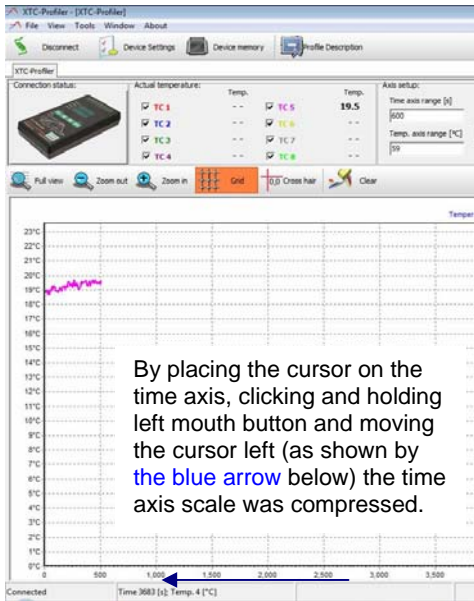 XTC-Profiler - [XTC-Profiler]
File View Tools Window About
Disconnect Device Settings Device memory Profile Description
XTC-Profiler
Connection status: Actual temperature: Temp. Temp. Axis setup:
TC 1 -- TC 5 19.5 Time axis range [s]
TC 2 -- TC 6 -- 600
TC 3 -- TC 7 -- Temp. axis range [°C]
TC 4 -- TC 8 -- 59
Full view Zoom out Zoom in Grid 0,0 Cross hair Clear
Temper
23°C
22°C
21°C
20°C
19°C
18°C
17°C
16°C
15°C
14°C
13°C
12°C
11°C
10°C
9°C
8°C
7°C
6°C
5°C
4°C
3°C
2°C
1°C
0°C
By placing the cursor on the
time axis, clicking and holding
left mouth button and moving
the cursor left (as shown by
the blue arrow below) the time
axis scale was compressed.
0 500 1,000 1,500 2,000 2,500 3,000 3,500
Connected Time 3683 [s]; Temp. 4 [°C]